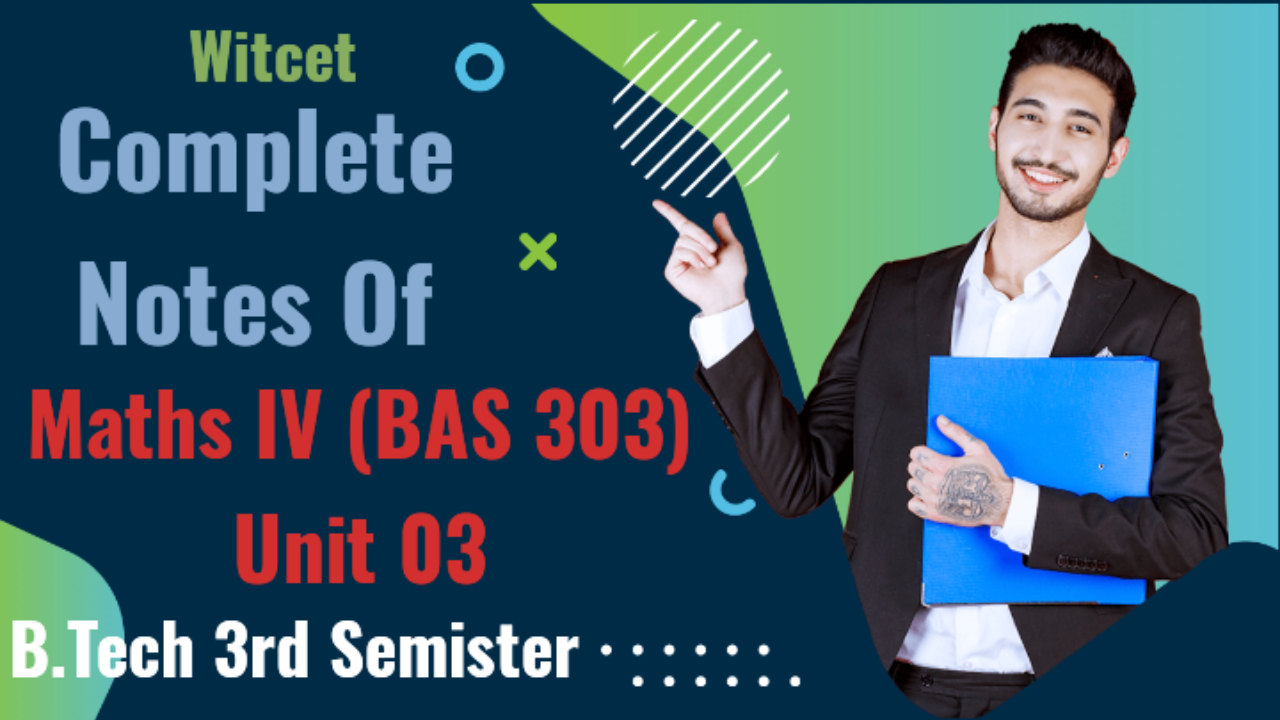 Witcet
Complete
Notes Of
Maths IV (BAS 303)
Unit 03
B.Tech 3rd Semister